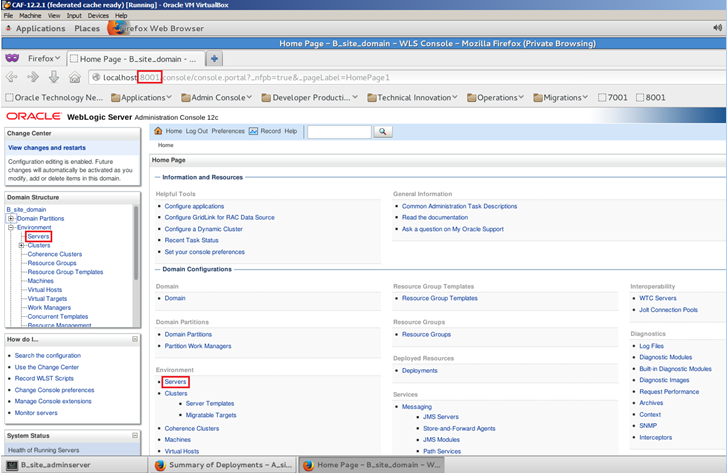 CAF-12.2.1 (federated cache ready) [Running] - Oracle VM VirtualBox
File Machine View Input Devices Help
Applications Places Firefox Web Browser
Home Page - B_site_domain - WLS Console - Mozilla Firefox (Private Browsing)
Firefox Home Page - B_site_domain - ...
localhost:8001/console/console.portal?_nfpb=true&_pageLabel=HomePage1
Oracle Technology Ne... Applications Admin Console Developer Producti... Technical Innovation Operations Migrations 7001 8001
ORACLE WebLogic Server Administration Console 12c
Change Center
View changes and restarts
Configuration editing is enabled. Future
changes will automatically be activated as you
modify, add or delete items in this domain.
Domain Structure
B_site_domain
Domain Partitions
Environment
Servers
Clusters
Coherence Clusters
Resource Groups
Resource Group Templates
Machines
Virtual Hosts
Virtual Targets
Work Managers
Concurrent Templates
Resource Management
How do I...
Search the configuration
Use the Change Center
Record WLST Scripts
Change Console preferences
Manage Console extensions
Monitor servers
System Status
Health of Running Servers
Home Log Out Preferences Record Help
Home
Home Page
Information and Resources
Helpful Tools
Configure applications
Configure GridLink for RAC Data Source
Configure a Dynamic Cluster
Recent Task Status
Set your console preferences
General Information
Common Administration Task Descriptions
Read the documentation
Ask a question on My Oracle Support
Domain Configurations
Domain
Domain
Domain Partitions
Domain Partitions
Partition Work Managers
Environment
Servers
Clusters
Server Templates
Migratable Targets
Coherence Clusters
Machines
Virtual Hosts
Resource Group Templates
Resource Group Templates
Resource Groups
Resource Groups
Deployed Resources
Deployments
Services
Messaging
JMS Servers
Store-and-Forward Agents
JMS Modules
Path Services
Interoperability
WTC Servers
Jolt Connection Pools
Diagnostics
Log Files
Diagnostic Modules
Built-in Diagnostic Modules
Diagnostic Images
Request Performance
Archives
Context
SNMP
Interceptors
B_site_adminserver Summary of Deployments - A_si... Home Page - B_site_domain - W...